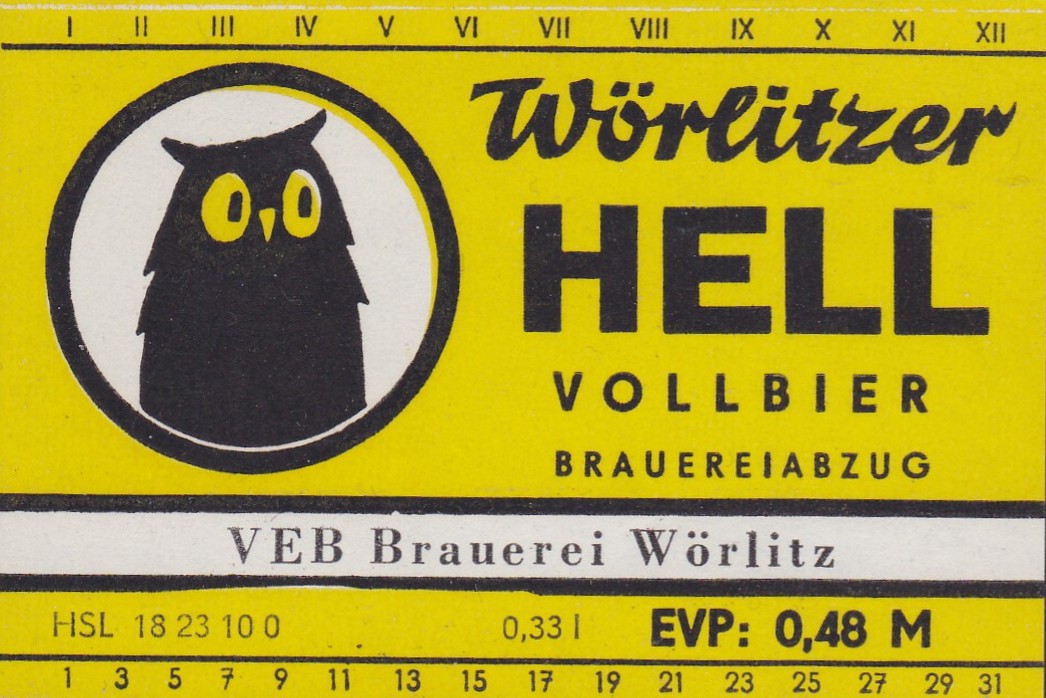 I II III IV V VI VII VIII IX X XI XII
Wörlitzer
HELL
VOLLBIER
BRAUEREIABZUG
VEB Brauerei Wörlitz
HSL 18 23 10 0 0,33 l EVP: 0,48 M
1 3 5 7 9 11 13 15 17 19 21 23 25 27 29 31